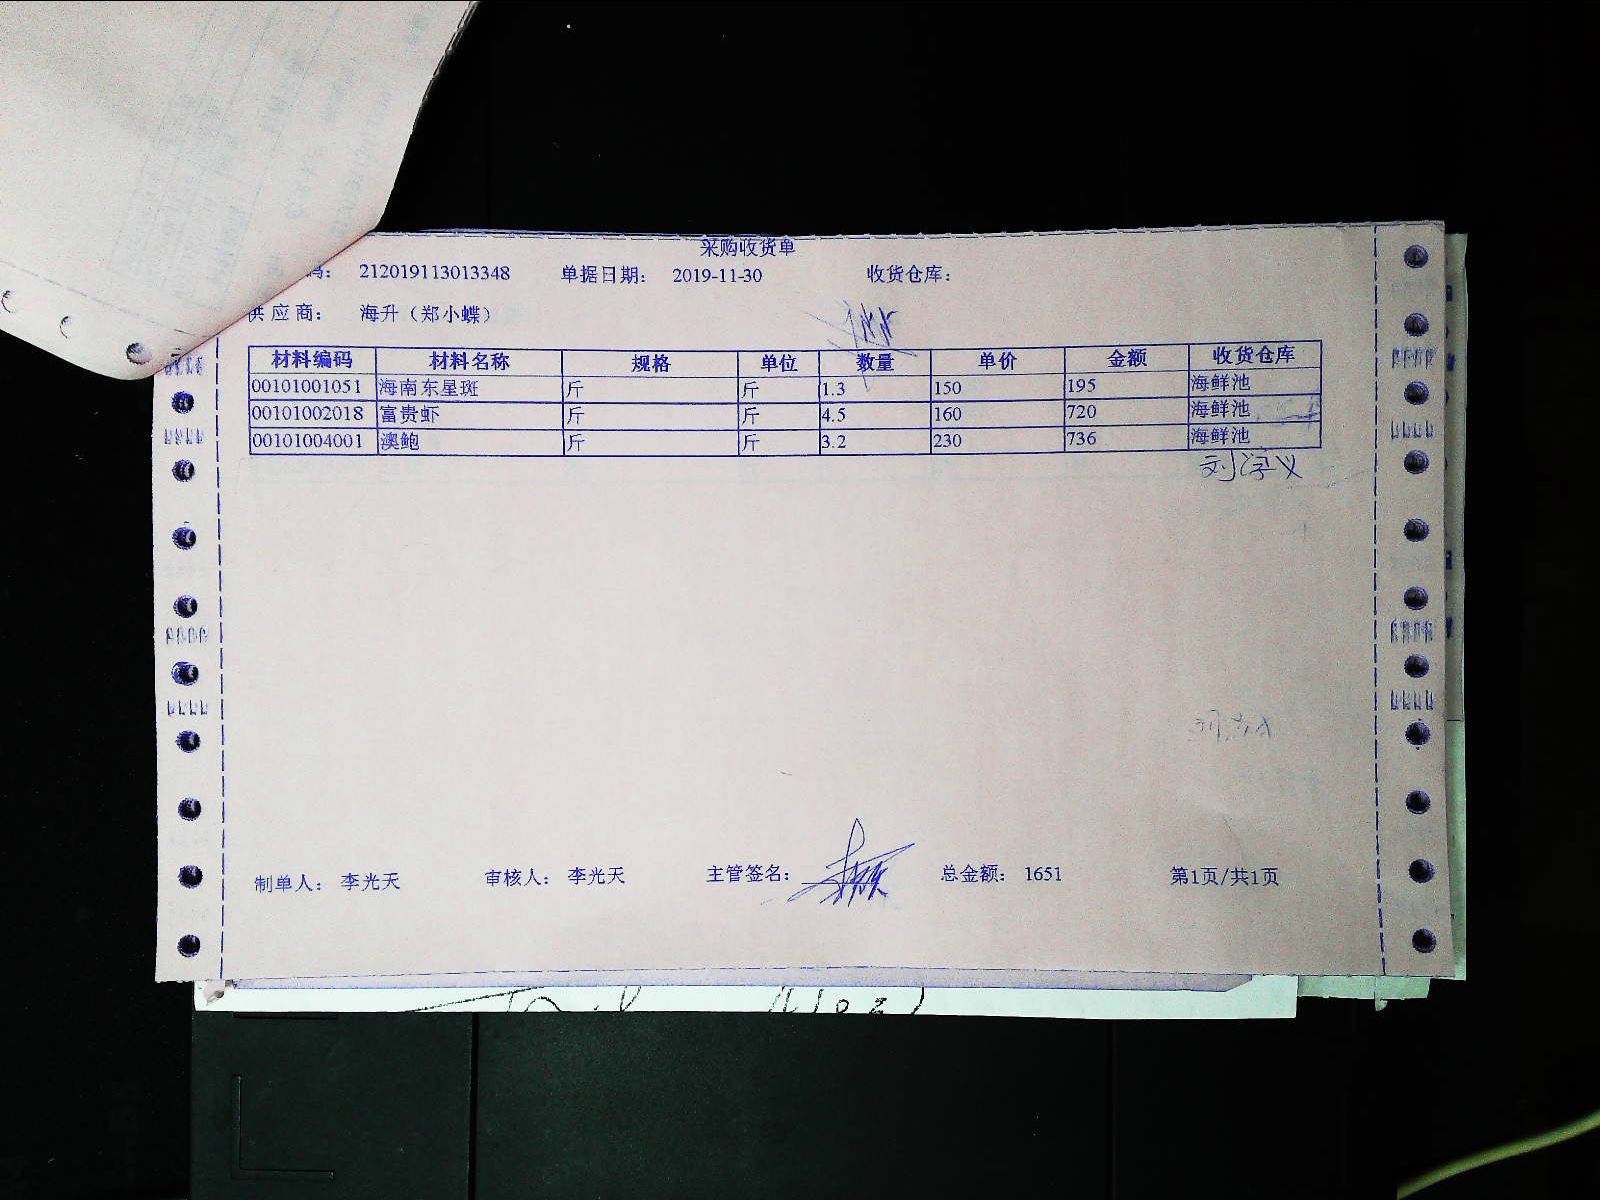 采购收货单
码： 212019113013348 单据日期： 2019-11-30 收货仓库：
供应商： 海升（郑小蝶）
材料编码 材料名称 规格 单位 数量 单价 金额 收货仓库
00101001051 海南东星斑 斤 斤 1.3 150 195 海鲜池
00101002018 富贵虾 斤 斤 4.5 160 720 海鲜池
00101004001 澳鲍 斤 斤 3.2 230 736 海鲜池
制单人： 李光天 审核人： 李光天 主管签名： 总金额： 1651 第1页/共1页